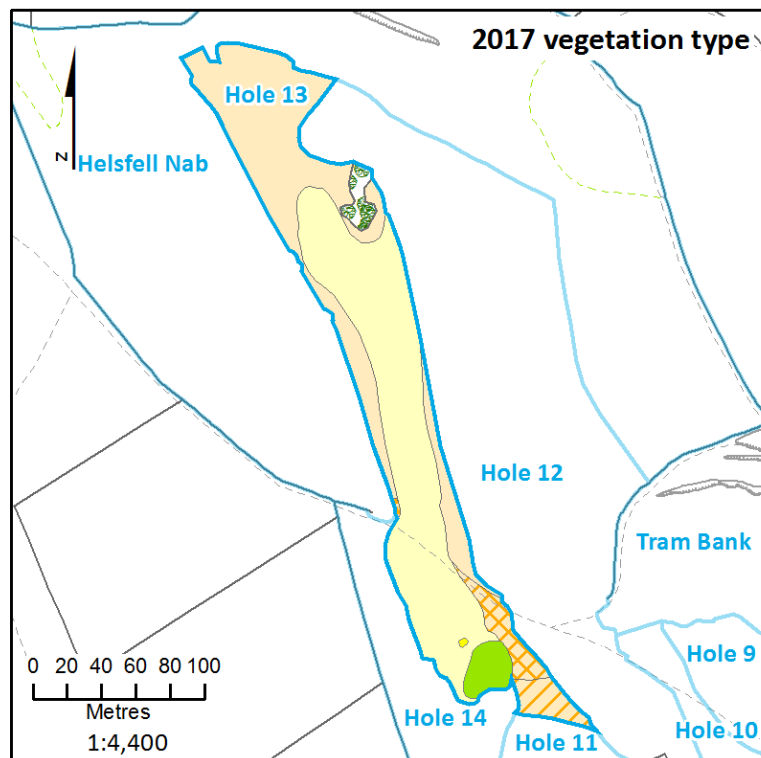 2017 vegetation type
Hole 13
N
Helsfell Nab
Hole 12
Tram Bank
Hole 9
0 20 40 60 80 100
Metres
1:4,400
Hole 14
Hole 11
Hole 10